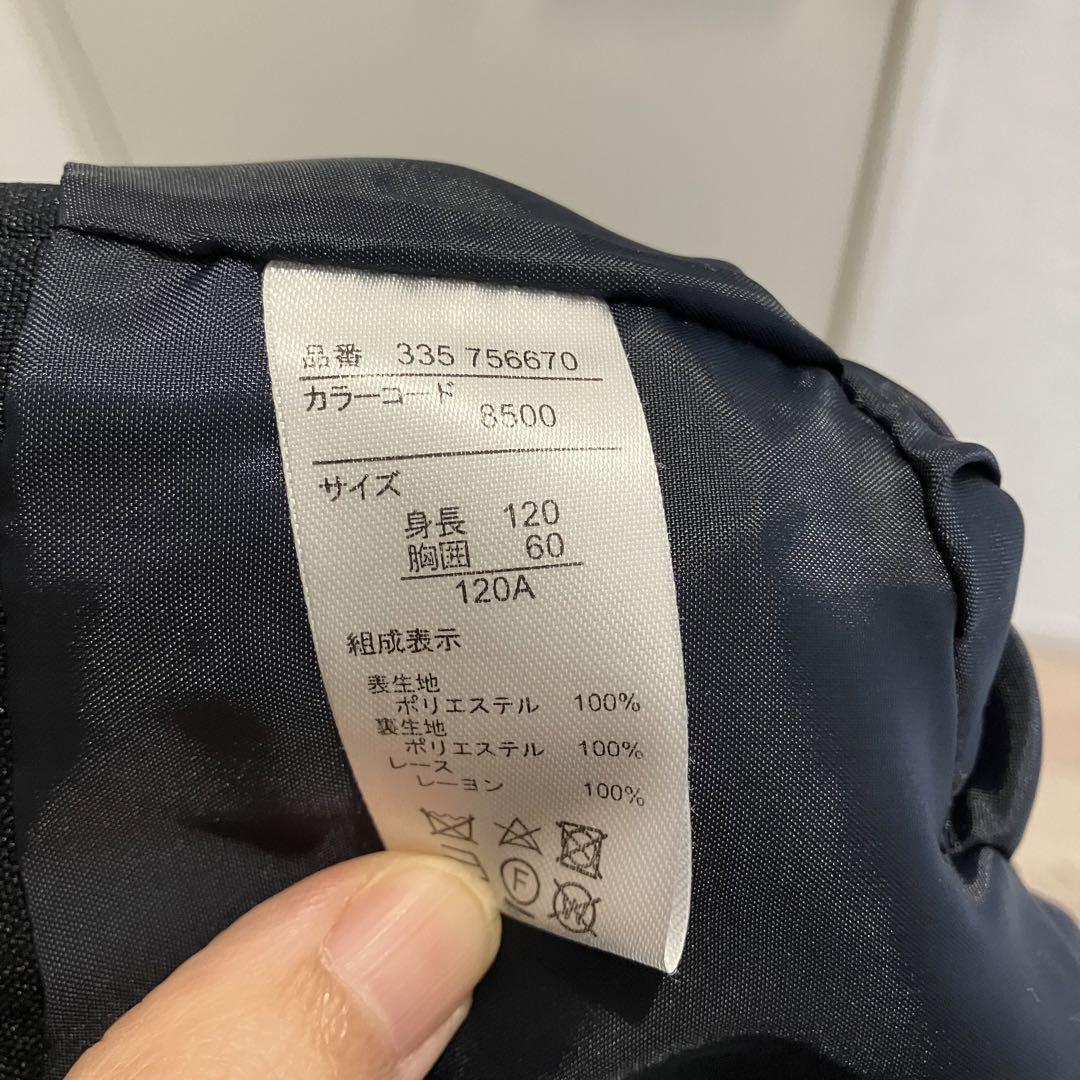 品番 335 756670
カラーコード
8500
サイズ
身長 120
胸囲 60
120A
組成表示
表生地
ポリエステル 100%
裏生地
ポリエステル 100%
レース
レーヨン 100%
F
W